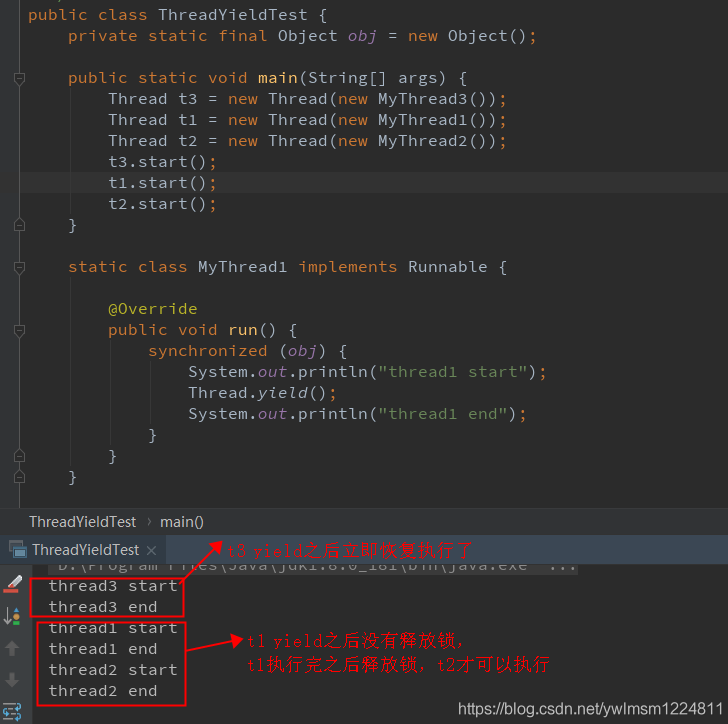 public class ThreadYieldTest {
private static final Object obj = new Object();
public static void main(String[] args) {
Thread t3 = new Thread(new MyThread3());
Thread t1 = new Thread(new MyThread1());
Thread t2 = new Thread(new MyThread2());
t3.start();
t1.start();
t2.start();
}
static class MyThread1 implements Runnable {
@Override
public void run() {
synchronized (obj) {
System.out.println("thread1 start");
Thread.yield();
System.out.println("thread1 end");
}
}
}
ThreadYieldTest › main()
ThreadYieldTest ×
t3 yield之后立即恢复执行了
D:\Program Files\Java\jdk1.8.0_181\bin\java.exe" ...
thread3 start
thread3 end
thread1 start
thread1 end
thread2 start
thread2 end
t1 yield之后没有释放锁,
t1执行完之后释放锁, t2才可以执行
https://blog.csdn.net/ywlmsm1224811